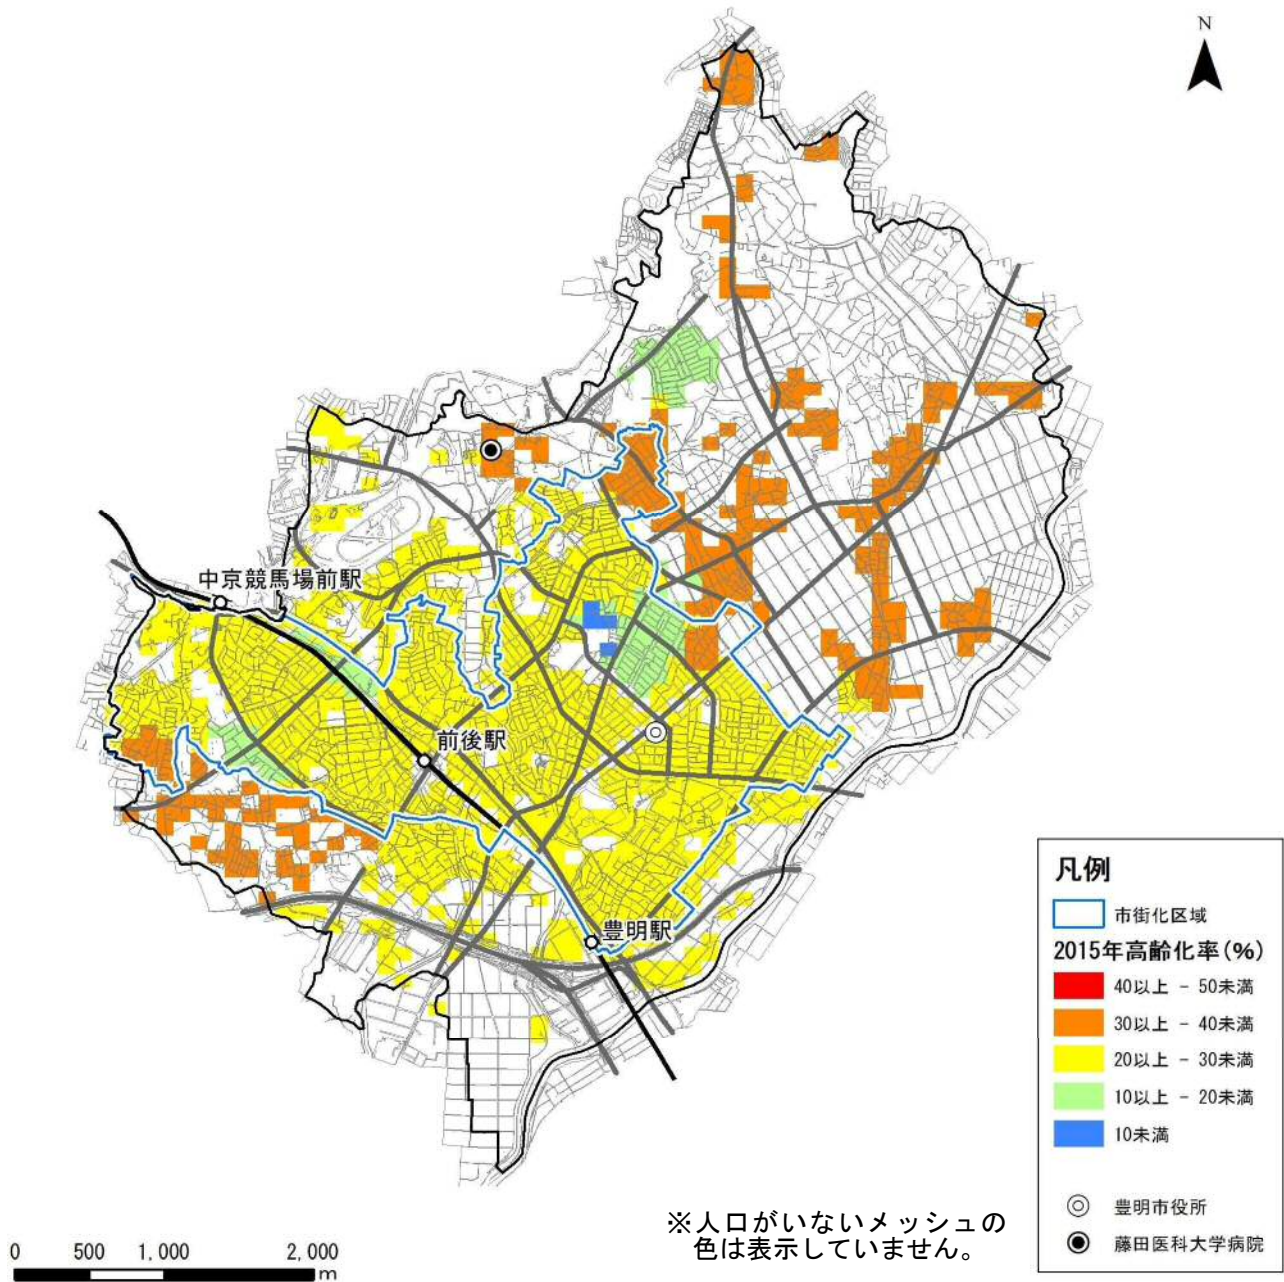 N
中京競馬場前駅
前後駅
豊明駅
凡例
市街化区域
2015年高齢化率(%)
40以上 - 50未満
30以上 - 40未満
20以上 - 30未満
10以上 - 20未満
10未満
豊明市役所
藤田医科大学病院
※人口がいないメッシュの
色は表示していません。
0 500 1,000 2,000
m